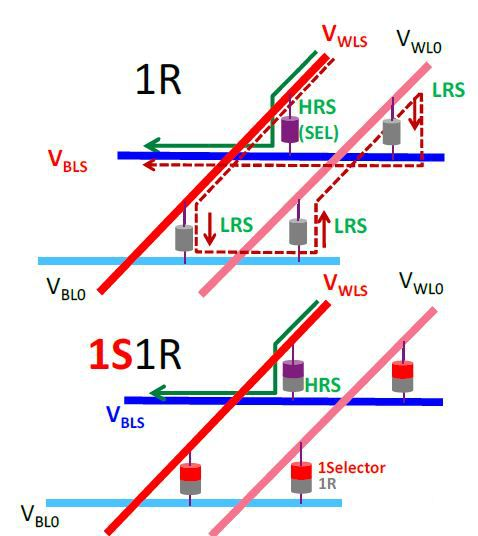 V_WLS
V_WL0
1R
LRS
HRS
(SEL)
V_BLS
LRS
LRS
V_BL0
V_WLS
V_WL0
1S1R
HRS
V_BLS
1Selector
1R
V_BL0